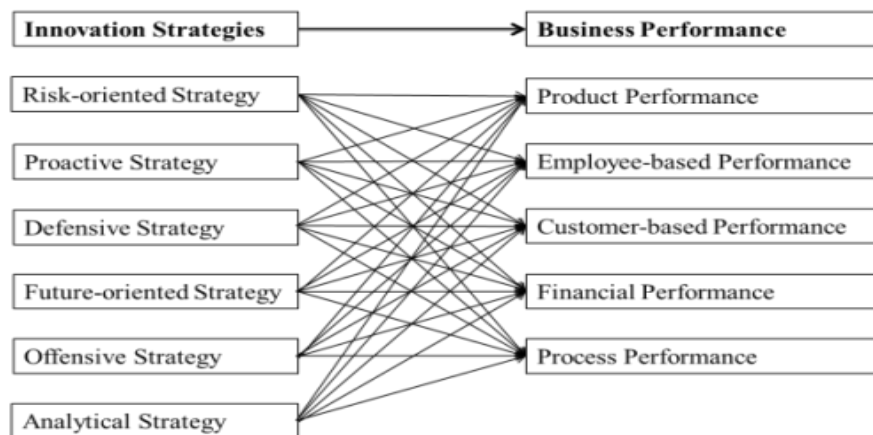 Innovation Strategies
Business Performance
Risk-oriented Strategy
Product Performance
Proactive Strategy
Employee-based Performance
Defensive Strategy
Customer-based Performance
Future-oriented Strategy
Financial Performance
Offensive Strategy
Process Performance
Analytical Strategy